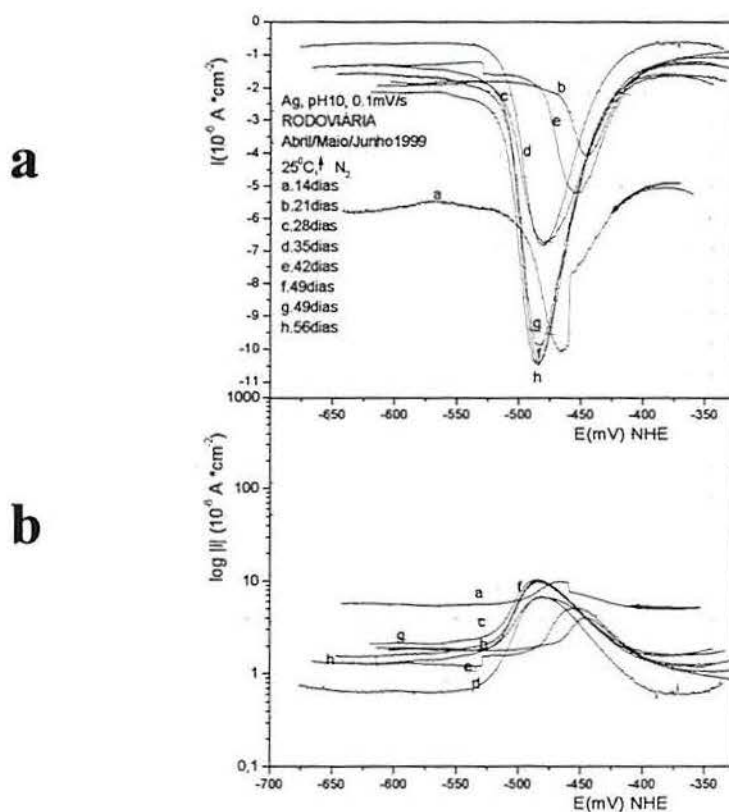 a
0
-1
-2
-3
-4
-5
-6
-7
-8
-9
-10
-11
I(10⁻⁶ A *cm⁻²)
Ag, pH10, 0.1mV/s
RODOVIÁRIA
Abril/Maio/Junho1999
25⁰C,↑ N₂
a.14dias
b.21dias
c.28dias
d.35dias
e.42dias
f.49dias
g.49dias
h.56dias
a
b
c
d
e
g
f
h
-650 -600 -550 -500 -450 -400 -350
E(mV) NHE
b
1000
100
10
1
0,1
log |I| (10⁻⁶ A *cm⁻²)
a
f
c
g
h
b
e
d
-700 -650 -600 -550 -500 -450 -400 -350
E(mV) NHE